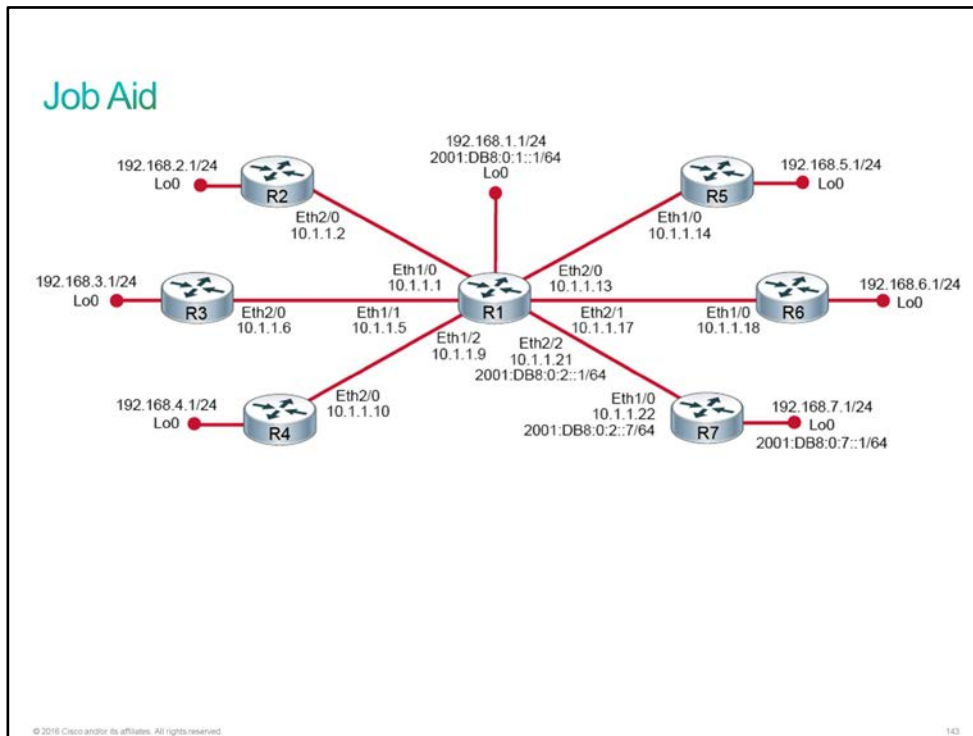 Job Aid
192.168.1.1/24
2001:DB8:0:1::1/64
Lo0
192.168.2.1/24
Lo0
R2
Eth2/0
10.1.1.2
192.168.5.1/24
Lo0
R5
Eth1/0
10.1.1.14
Eth1/0
10.1.1.1
Eth2/0
10.1.1.13
192.168.3.1/24
Lo0
R3
Eth2/0
10.1.1.6
Eth1/1
10.1.1.5
R1
Eth2/1
10.1.1.17
Eth1/0
10.1.1.18
R6
192.168.6.1/24
Lo0
Eth1/2
10.1.1.9
Eth2/2
10.1.1.21
2001:DB8:0:2::1/64
192.168.4.1/24
Lo0
R4
Eth2/0
10.1.1.10
Eth1/0
10.1.1.22
2001:DB8:0:2::7/64
R7
192.168.7.1/24
Lo0
2001:DB8:0:7::1/64
© 2016 Cisco and/or its affiliates. All rights reserved.
143